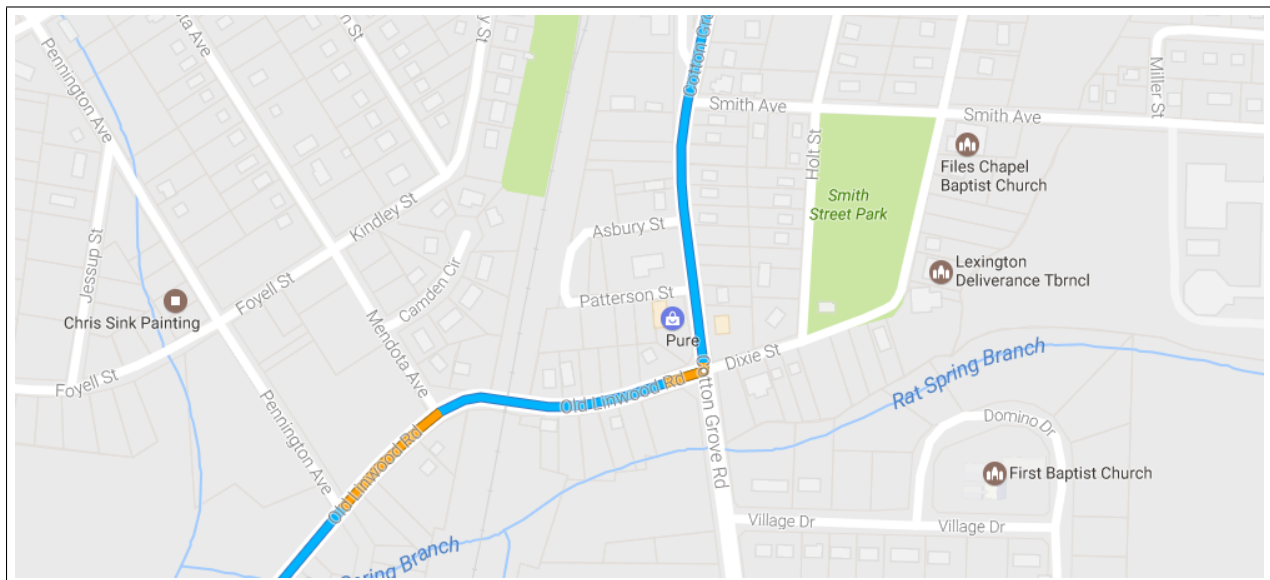 Cotton Gro
Pennington Ave
Smith Ave
Miller St
Smith Ave
Holt St
Files Chapel
Baptist Church
Smith
Street Park
Kindley St
Asbury St
Jessup St
Camden Cir
Lexington
Deliverance Tbrncl
Foyell St
Patterson St
Chris Sink Painting
Mendota Ave
Pure
Dixie St
Rat Spring Branch
Foyell St
Old Linwood Rd
Cotton Grove Rd
Domino Dr
Pennington Ave
Old Linwood Rd
First Baptist Church
Village Dr
Village Dr
Spring Branch